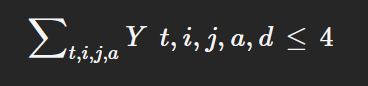 ∑t,i,j,a Y t, i, j, a, d ≤ 4